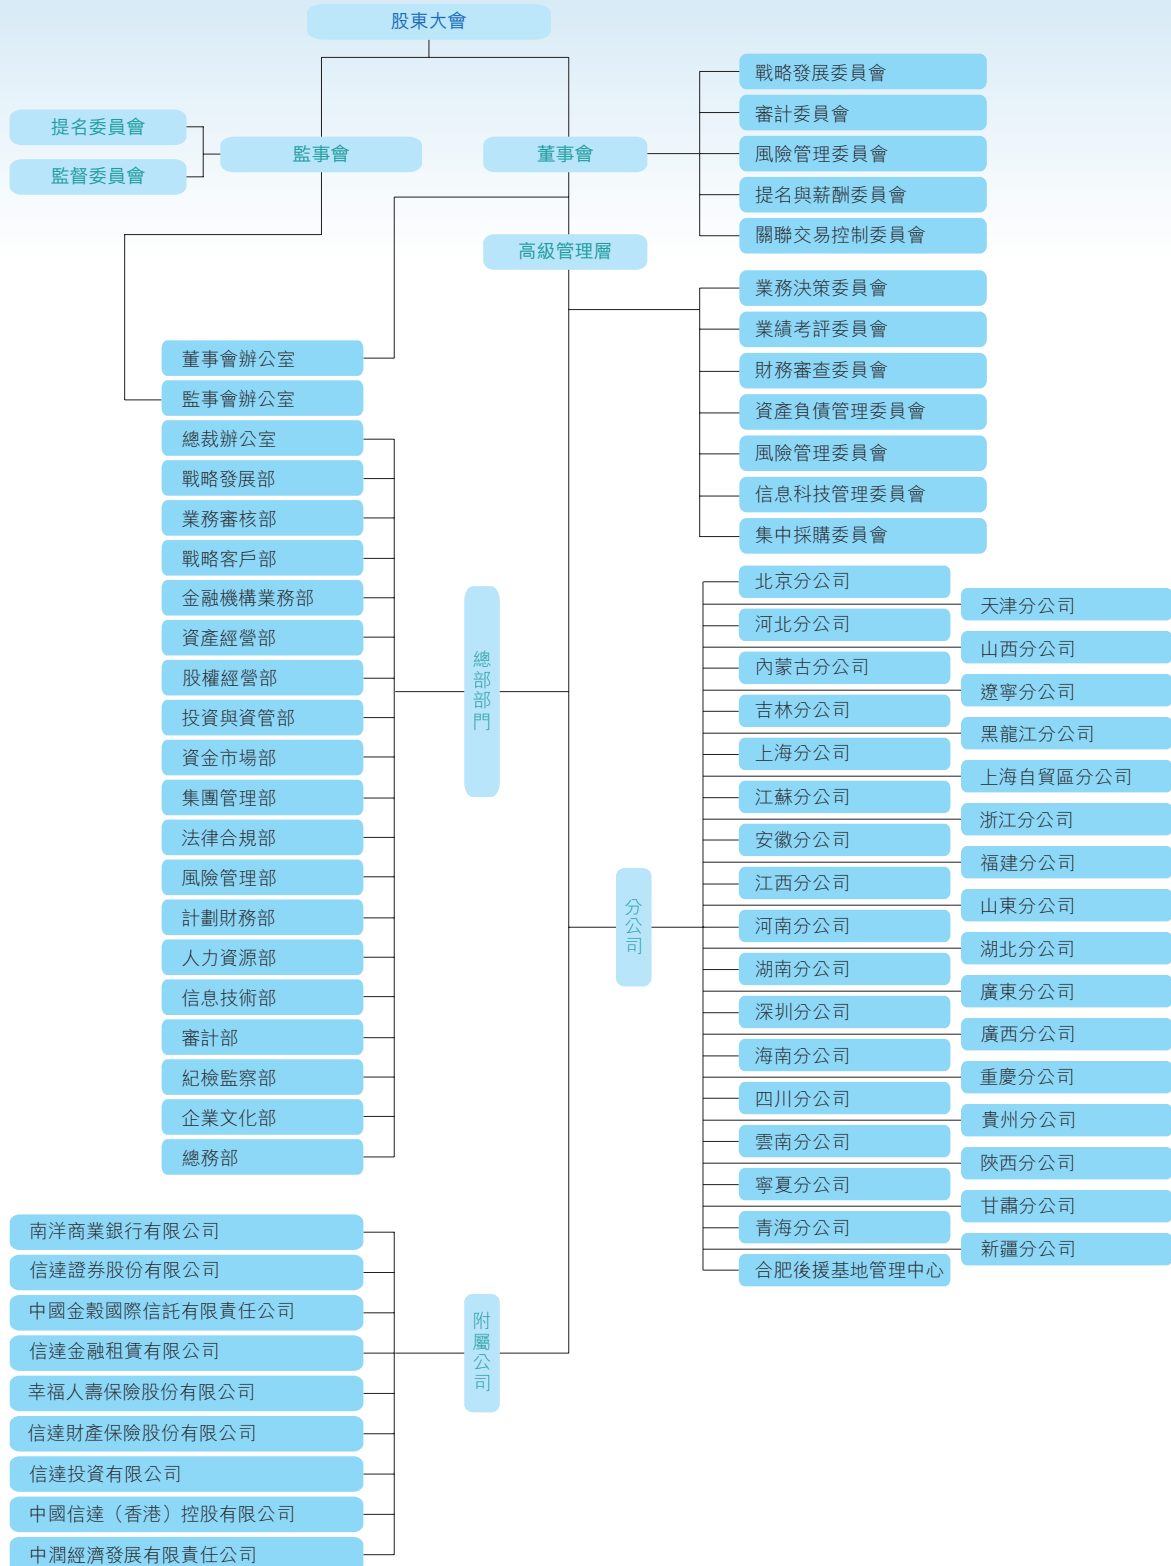 股東大會
提名委員會
監督委員會
監事會
董事會
戰略發展委員會
審計委員會
風險管理委員會
提名與薪酬委員會
關聯交易控制委員會
高級管理層
業務決策委員會
業績考評委員會
財務審查委員會
資產負債管理委員會
風險管理委員會
信息科技管理委員會
集中採購委員會
董事會辦公室
監事會辦公室
總裁辦公室
戰略發展部
業務審核部
戰略客戶部
金融機構業務部
資產經營部
股權經營部
投資與資管部
資金市場部
集團管理部
法律合規部
風險管理部
計劃財務部
人力資源部
信息技術部
審計部
紀檢監察部
企業文化部
總務部
總部部門
分公司
北京分公司
天津分公司
河北分公司
山西分公司
內蒙古分公司
遼寧分公司
吉林分公司
黑龍江分公司
上海分公司
上海自貿區分公司
江蘇分公司
浙江分公司
安徽分公司
福建分公司
江西分公司
山東分公司
河南分公司
湖北分公司
湖南分公司
廣東分公司
深圳分公司
廣西分公司
海南分公司
重慶分公司
四川分公司
貴州分公司
雲南分公司
陝西分公司
寧夏分公司
甘肅分公司
青海分公司
新疆分公司
合肥後援基地管理中心
附屬公司
南洋商業銀行有限公司
信達證券股份有限公司
中國金穀國際信託有限責任公司
信達金融租賃有限公司
幸福人壽保險股份有限公司
信達財產保險股份有限公司
信達投資有限公司
中國信達（香港）控股有限公司
中潤經濟發展有限責任公司